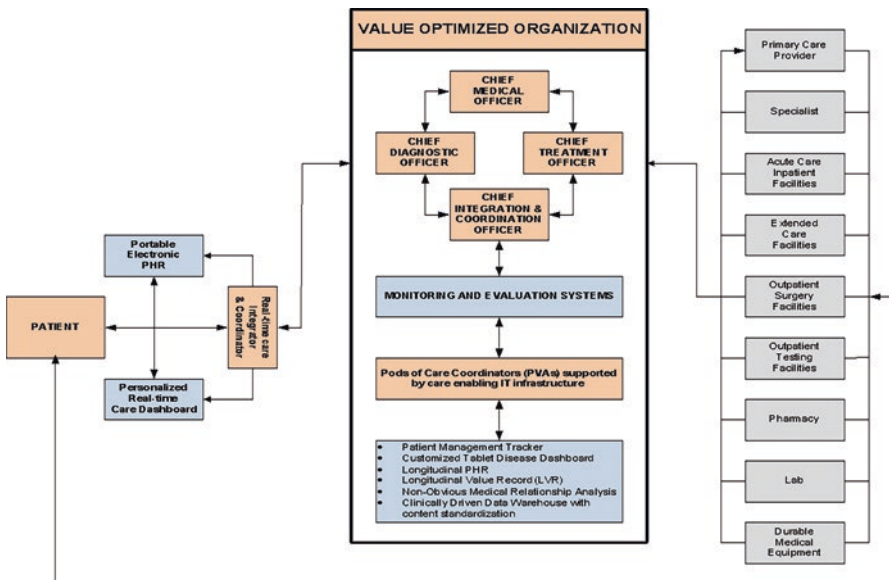 VALUE OPTIMIZED ORGANIZATION
CHIEF
MEDICAL
OFFICER
CHIEF
DIAGNOSTIC
OFFICER
CHIEF
TREATMENT
OFFICER
CHIEF
INTEGRATION &
COORDINATION
OFFICER
MONITORING AND EVALUATION SYSTEMS
Pods of Care Coordinators (PVAs) supported
by care enabling IT infrastructure
• Patient Management Tracker
• Customized Tablet Disease Dashboard
• Longitudinal PHR
• Longitudinal Value Record (LVR)
• Non-Obvious Medical Relationship Analysis
• Clinically Driven Data Warehouse with
content standardization
Portable
Electronic
PHR
PATIENT
Real-time care
Integrator
& Coordinator
Personalized
Real-time
Care Dashboard
Primary Care
Provider
Specialist
Acute Care
Inpatient
Facilities
Extended
Care
Facilities
Outpatient
Surgery
Facilities
Outpatient
Testing
Facilities
Pharmacy
Lab
Durable
Medical
Equipment